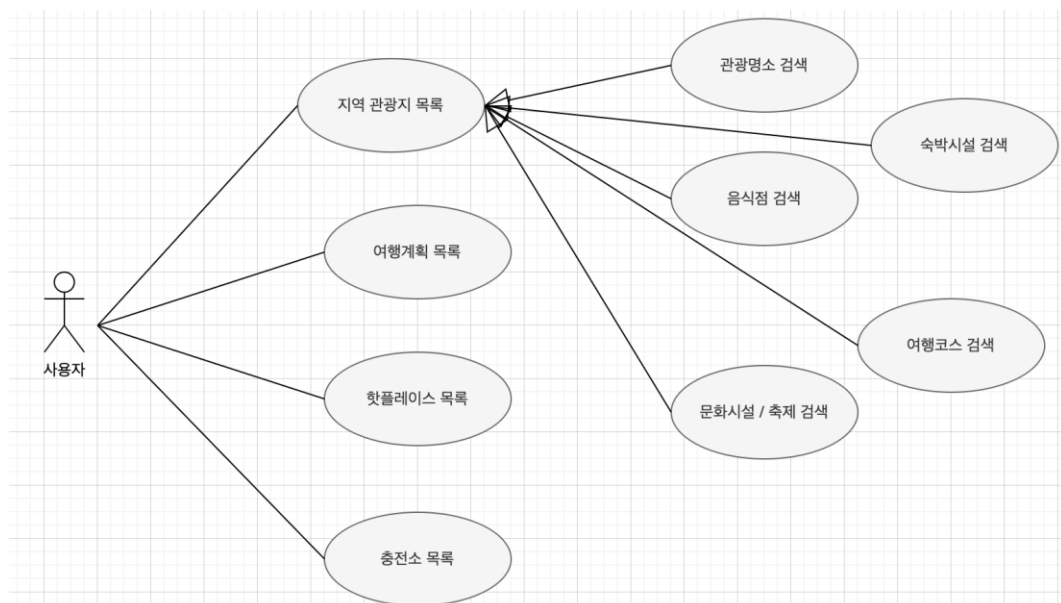 관광명소 검색
지역 관광지 목록
숙박시설 검색
음식점 검색
여행계획 목록
사용자
여행코스 검색
핫플레이스 목록
문화시설 / 축제 검색
충전소 목록